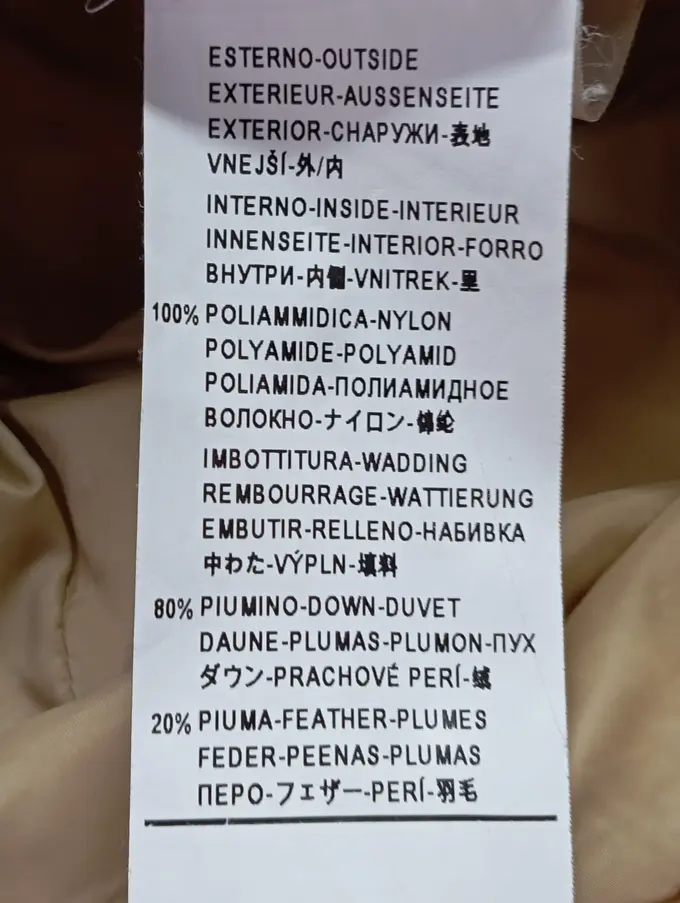 ESTERNO-OUTSIDE
EXTERIEUR-AUSSENSEITE
EXTERIOR-СНАРУЖИ-表地
VNEJŠÍ-外/内
INTERNO-INSIDE-INTERIEUR
INNENSEITE-INTERIOR-FORRO
ВНУТРИ-内側-VNITREK-里
100% POLIAMMIDICA-NYLON
POLYAMIDE-POLYAMID
POLIAMIDA-ПОЛИАМИДНОЕ
ВОЛОКНО-ナイロン-锦纶
IMBOTTITURA-WADDING
REMBOURRAGE-WATTIERUNG
EMBUTIR-RELLENO-НАБИВКА
中わた-VÝPLN-填料
80% PIUMINO-DOWN-DUVET
DAUNE-PLUMAS-PLUMON-ПУХ
ダウン-PRACHOVÉ PERÍ-绒
20% PIUMA-FEATHER-PLUMES
FEDER-PEENAS-PLUMAS
ПЕРО-フェザー-PERÍ-羽毛